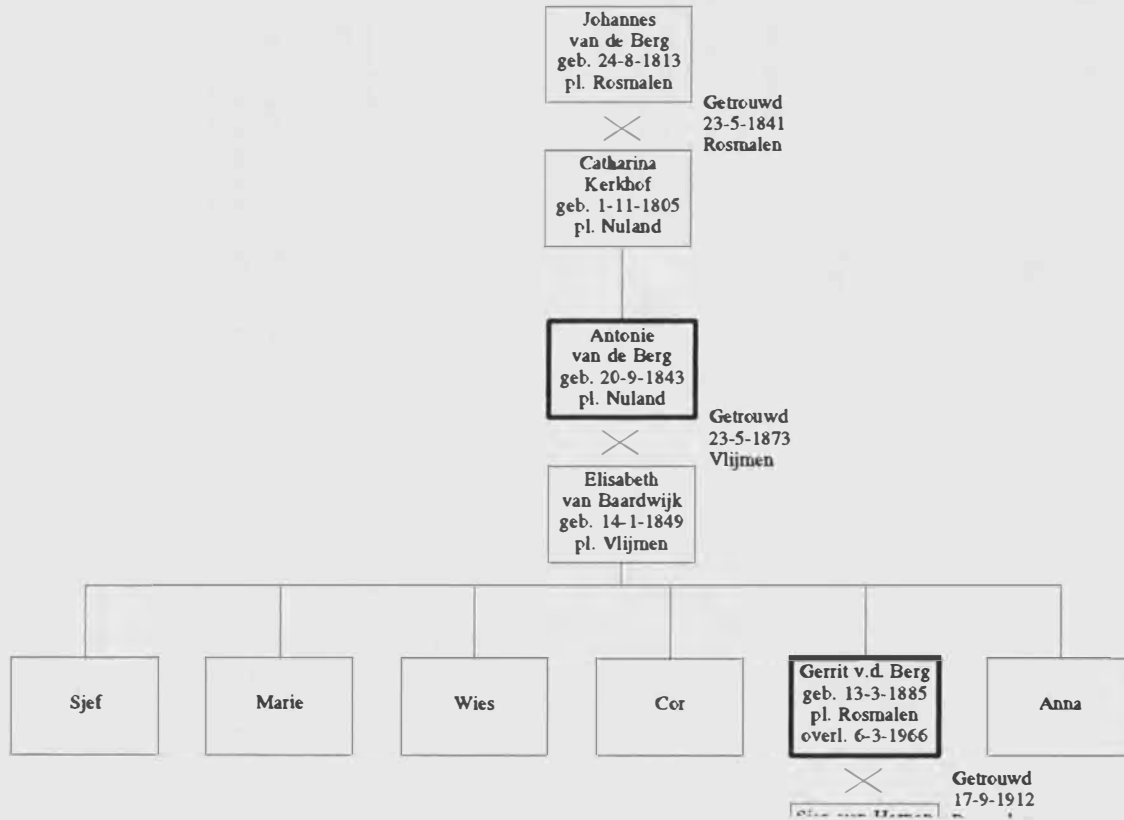 Johannes
van de Berg
geb. 24-8-1813
pl. Rosmalen
Getrouwd
23-5-1841
Rosmalen
Catharina
Kerkhof
geb. 1-11-1805
pl. Nuland
Antonie
van de Berg
geb. 20-9-1843
pl. Nuland
Getrouwd
23-5-1873
Vlijmen
Elisabeth
van Baardwijk
geb. 14-1-1849
pl. Vlijmen
Sjef
Marie
Wies
Cor
Gerrit v.d. Berg
geb. 13-3-1885
pl. Rosmalen
overl. 6-3-1966
Anna
Getrouwd
17-9-1912